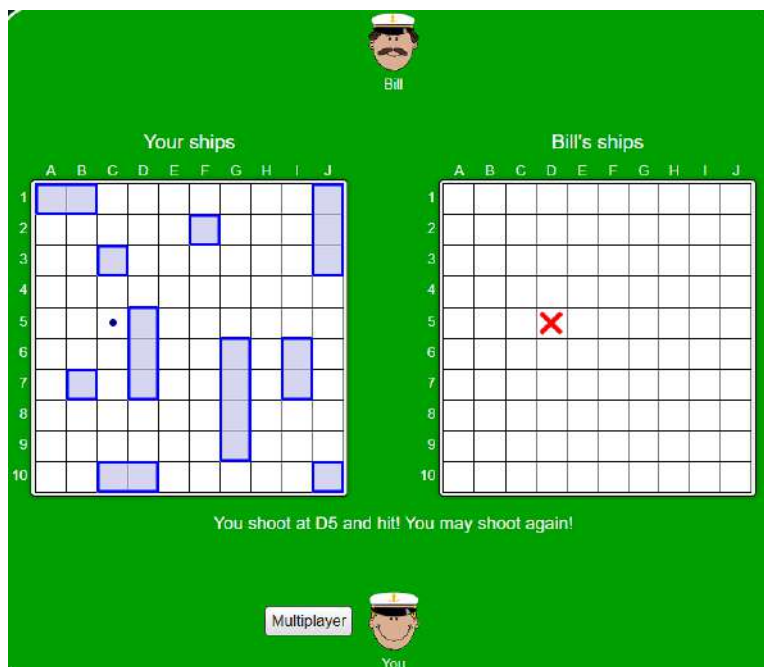 Bill
Your ships
Bill's ships
A B C D E F G H I J
A B C D E F G H I J
1 1
2 2
3 3
4 4
5 5
6 6
7 7
8 8
9 9
10 10
You shoot at D5 and hit! You may shoot again!
Multiplayer
You